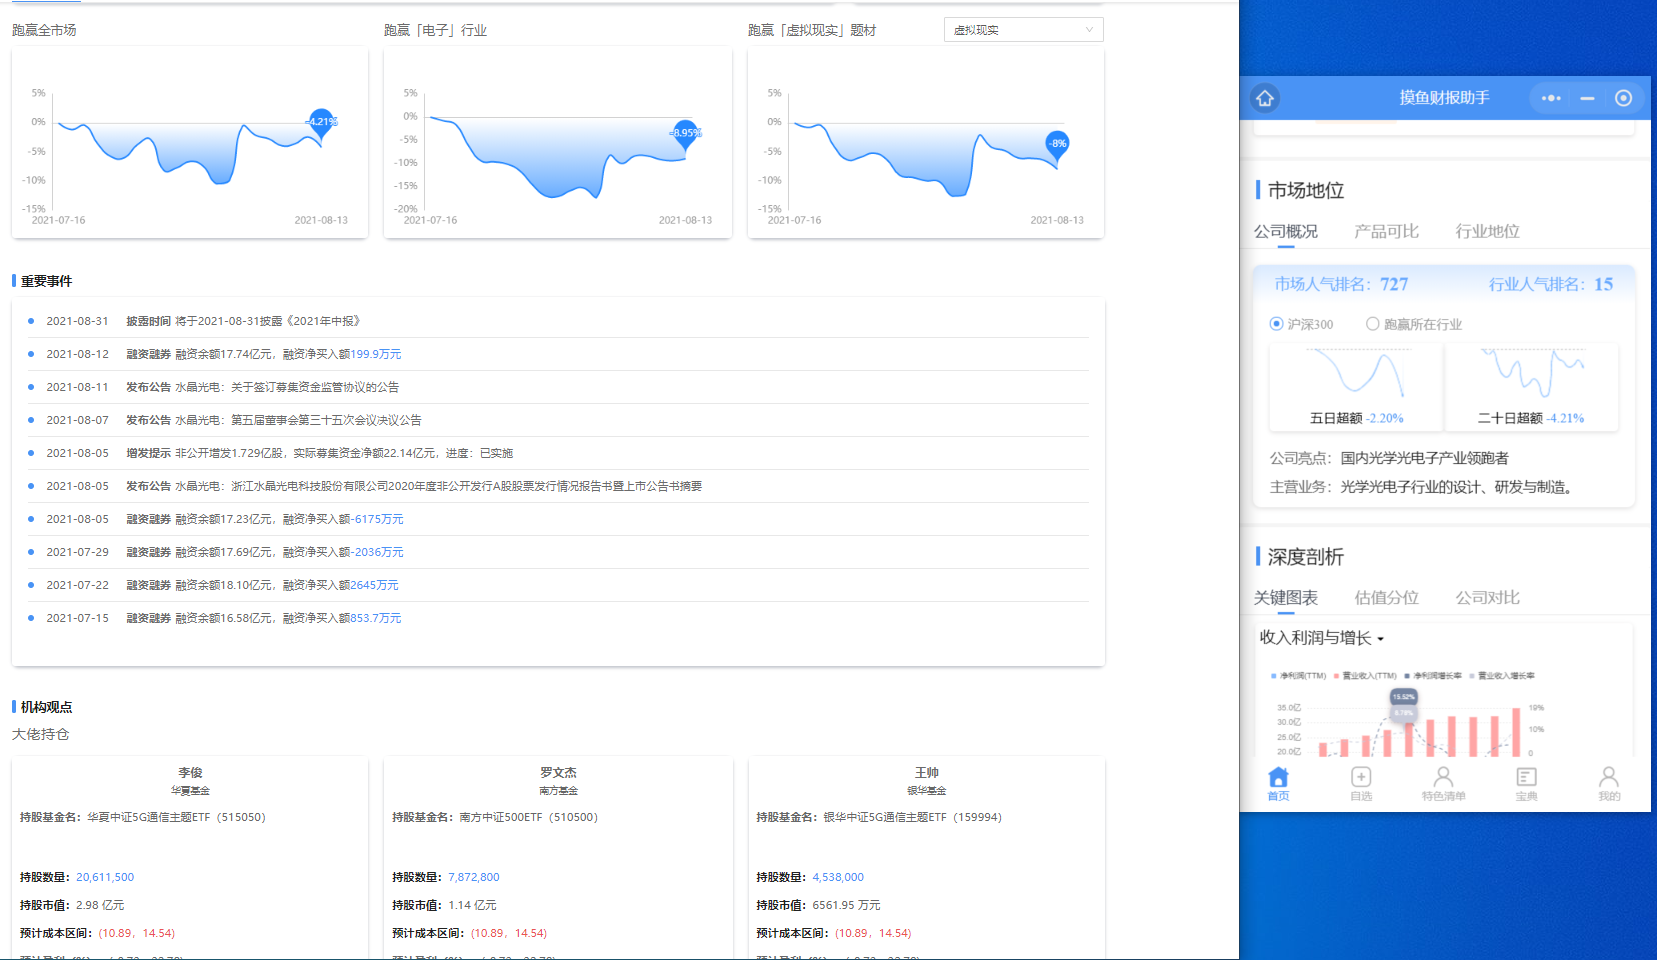 跑赢全市场
跑赢「电子」行业
跑赢「虚拟现实」题材
虚拟现实
5%
0%
-5%
-10%
-15%
-4.21%
2021-07-16
2021-08-13
5%
0%
-5%
-10%
-15%
-20%
-8.95%
2021-07-16
2021-08-13
5%
0%
-5%
-10%
-15%
-8%
2021-07-16
2021-08-13
重要事件
2021-08-31 披露时间 将于2021-08-31披露《2021年中报》
2021-08-12 融资融券 融资余额17.74亿元，融资净买入额199.9万元
2021-08-11 发布公告 水晶光电：关于签订募集资金监管协议的公告
2021-08-07 发布公告 水晶光电：第五届董事会第三十五次会议决议公告
2021-08-05 增发提示 非公开增发1.729亿股，实际募集资金净额22.14亿元，进度：已实施
2021-08-05 发布公告 水晶光电：浙江水晶光电科技股份有限公司2020年度非公开发行A股股票发行情况报告书暨上市公告书摘要
2021-08-05 融资融券 融资余额17.23亿元，融资净买入额-6175万元
2021-07-29 融资融券 融资余额17.69亿元，融资净买入额-2036万元
2021-07-22 融资融券 融资余额18.10亿元，融资净买入额2645万元
2021-07-15 融资融券 融资余额16.58亿元，融资净买入额853.7万元
机构观点
大佬持仓
李俊
华夏基金
持股基金名：华夏中证5G通信主题ETF（515050）
持股数量：20,611,500
持股市值：2.98 亿元
预计成本区间：(10.89，14.54)
罗文杰
南方基金
持股基金名：南方中证500ETF（510500）
持股数量：7,872,800
持股市值：1.14 亿元
预计成本区间：(10.89，14.54)
王帅
银华基金
持股基金名：银华中证5G通信主题ETF（159994）
持股数量：4,538,000
持股市值：6561.95 万元
预计成本区间：(10.89，14.54)
摸鱼财报助手
市场地位
公司概况 产品可比 行业地位
市场人气排名：727 行业人气排名：15
沪深300 跑赢所在行业
五日超额 -2.20% 二十日超额 -4.21%
公司亮点：国内光学光电子产业领跑者
主营业务：光学光电子行业的设计、研发与制造。
深度剖析
关键图表 估值分位 公司对比
收入利润与增长
净利润(TTM) 营业收入(TTM) 净利润增长率 营业收入增长率
15.52%
35.0亿 19%
30.0亿
25.0亿 10%
20.0亿 0
首页 自选 特色清单 宝典 我的